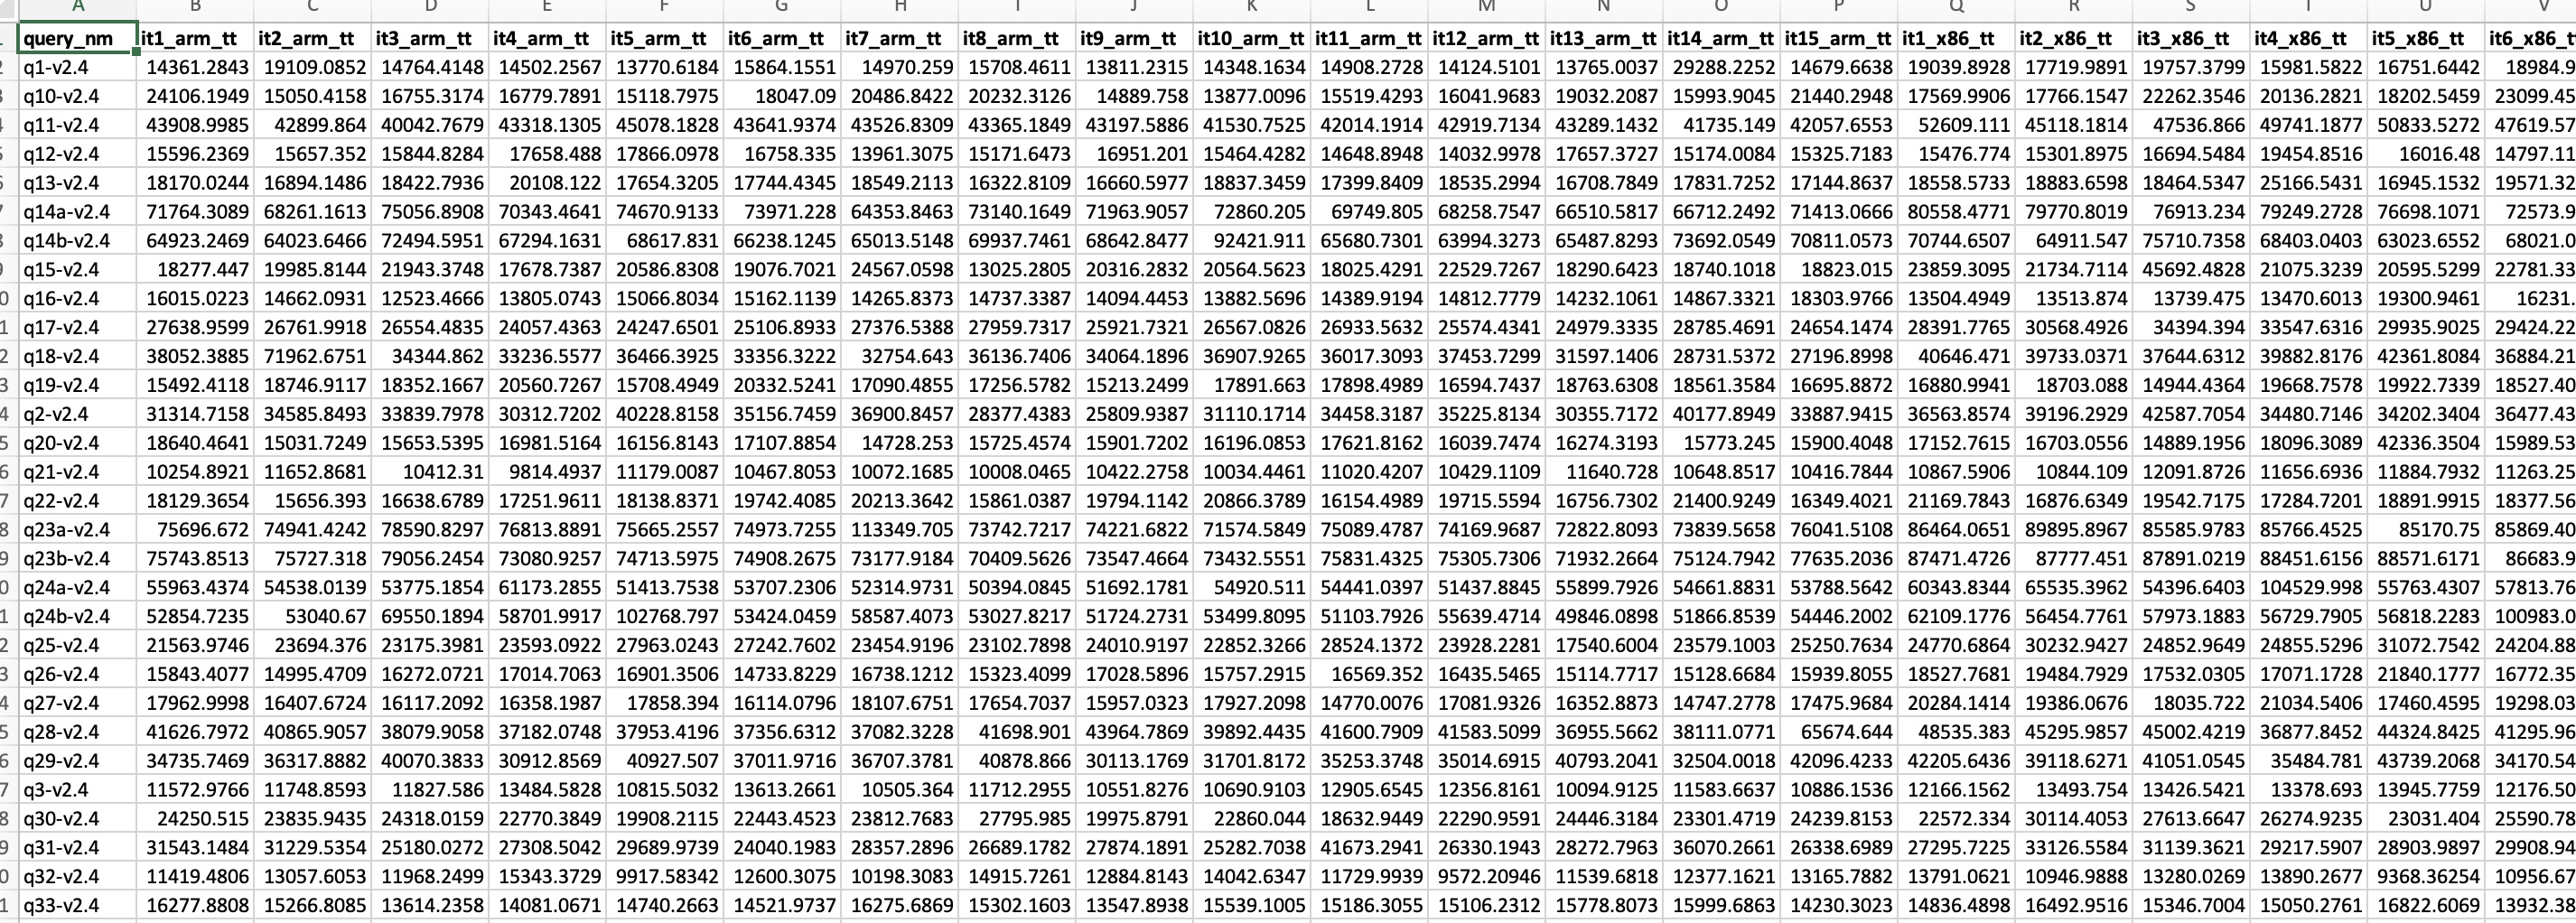 A B C D E F G H I J K L M N O P Q R S T U V
query_nm it1_arm_tt it2_arm_tt it3_arm_tt it4_arm_tt it5_arm_tt it6_arm_tt it7_arm_tt it8_arm_tt it9_arm_tt it10_arm_tt it11_arm_tt it12_arm_tt it13_arm_tt it14_arm_tt it15_arm_tt it1_x86_tt it2_x86_tt it3_x86_tt it4_x86_tt it5_x86_tt it6_x86_t
2 q1-v2.4 14361.2843 19109.0852 14764.4148 14502.2567 13770.6184 15864.1551 14970.259 15708.4611 13811.2315 14348.1634 14908.2728 14124.5101 13765.0037 29288.2252 14679.6638 19039.8928 17719.9891 19757.3799 15981.5822 16751.6442 18984.9
3 q10-v2.4 24106.1949 15050.4158 16755.3174 16779.7891 15118.7975 18047.09 20486.8422 20232.3126 14889.758 13877.0096 15519.4293 16041.9683 19032.2087 15993.9045 21440.2948 17569.9906 17766.1547 22262.3546 20136.2821 18202.5459 23099.45
4 q11-v2.4 43908.9985 42899.864 40042.7679 43318.1305 45078.1828 43641.9374 43526.8309 43365.1849 43197.5886 41530.7525 42014.1914 42919.7134 43289.1432 41735.149 42057.6553 52609.111 45118.1814 47536.866 49741.1877 50833.5272 47619.57
5 q12-v2.4 15596.2369 15657.352 15844.8284 17658.488 17866.0978 16758.335 13961.3075 15171.6473 16951.201 15464.4282 14648.8948 14032.9978 17657.3727 15174.0084 15325.7183 15476.774 15301.8975 16694.5484 19454.8516 16016.48 14797.11
6 q13-v2.4 18170.0244 16894.1486 18422.7936 20108.122 17654.3205 17744.4345 18549.2113 16322.8109 16660.5977 18837.3459 17399.8409 18535.2994 16708.7849 17831.7252 17144.8637 18558.5733 18883.6598 18464.5347 25166.5431 16945.1532 19571.32
7 q14a-v2.4 71764.3089 68261.1613 75056.8908 70343.4641 74670.9133 73971.228 64353.8463 73140.1649 71963.9057 72860.205 69749.805 68258.7547 66510.5817 66712.2492 71413.0666 80558.4771 79770.8019 76913.234 79249.2728 76698.1071 72573.9
8 q14b-v2.4 64923.2469 64023.6466 72494.5951 67294.1631 68617.831 66238.1245 65013.5148 69937.7461 68642.8477 92421.911 65680.7301 63994.3273 65487.8293 73692.0549 70811.0573 70744.6507 64911.547 75710.7358 68403.0403 63023.6552 68021.0
9 q15-v2.4 18277.447 19985.8144 21943.3748 17678.7387 20586.8308 19076.7021 24567.0598 13025.2805 20316.2832 20564.5623 18025.4291 22529.7267 18290.6423 18740.1018 18823.015 23859.3095 21734.7114 45692.4828 21075.3239 20595.5299 22781.33
0 q16-v2.4 16015.0223 14662.0931 12523.4666 13805.0743 15066.8034 15162.1139 14265.8373 14737.3387 14094.4453 13882.5696 14389.9194 14812.7779 14232.1061 14867.3321 18303.9766 13504.4949 13513.874 13739.475 13470.6013 19300.9461 16231.
1 q17-v2.4 27638.9599 26761.9918 26554.4835 24057.4363 24247.6501 25106.8933 27376.5388 27959.7317 25921.7321 26567.0826 26933.5632 25574.4341 24979.3335 28785.4691 24654.1474 28391.7765 30568.4926 34394.394 33547.6316 29935.9025 29424.22
2 q18-v2.4 38052.3885 71962.6751 34344.862 33236.5577 36466.3925 33356.3222 32754.643 36136.7406 34064.1896 36907.9265 36017.3093 37453.7299 31597.1406 28731.5372 27196.8998 40646.471 39733.0371 37644.6312 39882.8176 42361.8084 36884.21
3 q19-v2.4 15492.4118 18746.9117 18352.1667 20560.7267 15708.4949 20332.5241 17090.4855 17256.5782 15213.2499 17891.663 17898.4989 16594.7437 18763.6308 18561.3584 16695.8872 16880.9941 18703.088 14944.4364 19668.7578 19922.7339 18527.40
4 q2-v2.4 31314.7158 34585.8493 33839.7978 30312.7202 40228.8158 35156.7459 36900.8457 28377.4383 25809.9387 31110.1714 34458.3187 35225.8134 30355.7172 40177.8949 33887.9415 36563.8574 39196.2929 42587.7054 34480.7146 34202.3404 36477.43
5 q20-v2.4 18640.4641 15031.7249 15653.5395 16981.5164 16156.8143 17107.8854 14728.253 15725.4574 15901.7202 16196.0853 17621.8162 16039.7474 16274.3193 15773.245 15900.4048 17152.7615 16703.0556 14889.1956 18096.3089 42336.3504 15989.53
6 q21-v2.4 10254.8921 11652.8681 10412.31 9814.4937 11179.0087 10467.8053 10072.1685 10008.0465 10422.2758 10034.4461 11020.4207 10429.1109 11640.728 10648.8517 10416.7844 10867.5906 10844.109 12091.8726 11656.6936 11884.7932 11263.25
7 q22-v2.4 18129.3654 15656.393 16638.6789 17251.9611 18138.8371 19742.4085 20213.3642 15861.0387 19794.1142 20866.3789 16154.4989 19715.5594 16756.7302 21400.9249 16349.4021 21169.7843 16876.6349 19542.7175 17284.7201 18891.9915 18377.56
8 q23a-v2.4 75696.672 74941.4242 78590.8297 76813.8891 75665.2557 74973.7255 113349.705 73742.7217 74221.6822 71574.5849 75089.4787 74169.9687 72822.8093 73839.5658 76041.5108 86464.0651 89895.8967 85585.9783 85766.4525 85170.75 85869.40
9 q23b-v2.4 75743.8513 75727.318 79056.2454 73080.9257 74713.5975 74908.2675 73177.9184 70409.5626 73547.4664 73432.5551 75831.4325 75305.7306 71932.2664 75124.7942 77635.2036 87471.4726 87777.451 87891.0219 88451.6156 88571.6171 86683.9
0 q24a-v2.4 55963.4374 54538.0139 53775.1854 61173.2855 51413.7538 53707.2306 52314.9731 50394.0845 51692.1781 54920.511 54441.0397 51437.8845 55899.7926 54661.8831 53788.5642 60343.8344 65535.3962 54396.6403 104529.998 55763.4307 57813.76
1 q24b-v2.4 52854.7235 53040.67 69550.1894 58701.9917 102768.797 53424.0459 58587.4073 53027.8217 51724.2731 53499.8095 51103.7926 55639.4714 49846.0898 51866.8539 54446.2002 62109.1776 56454.7761 57973.1883 56729.7905 56818.2283 100983.0
2 q25-v2.4 21563.9746 23694.376 23175.3981 23593.0922 27963.0243 27242.7602 23454.9196 23102.7898 24010.9197 22852.3266 28524.1372 23928.2281 17540.6004 23579.1003 25250.7634 24770.6864 30232.9427 24852.9649 24855.5296 31072.7542 24204.88
3 q26-v2.4 15843.4077 14995.4709 16272.0721 17014.7063 16901.3506 14733.8229 16738.1212 15323.4099 17028.5896 15757.2915 16569.352 16435.5465 15114.7717 15128.6684 15939.8055 18527.7681 19484.7929 17532.0305 17071.1728 21840.1777 16772.35
4 q27-v2.4 17962.9998 16407.6724 16117.2092 16358.1987 17858.394 16114.0796 18107.6751 17654.7037 15957.0323 17927.2098 14770.0076 17081.9326 16352.8873 14747.2778 17475.9684 20284.1414 19386.0676 18035.722 21034.5406 17460.4595 19298.03
5 q28-v2.4 41626.7972 40865.9057 38079.9058 37182.0748 37953.4196 37356.6312 37082.3228 41698.901 43964.7869 39892.4435 41600.7909 41583.5099 36955.5662 38111.0771 65674.644 48535.383 45295.9857 45002.4219 36877.8452 44324.8425 41295.96
6 q29-v2.4 34735.7469 36317.8882 40070.3833 30912.8569 40927.507 37011.9716 36707.3781 40878.866 30113.1769 31701.8172 35253.3748 35014.6915 40793.2041 32504.0018 42096.4233 42205.6436 39118.6271 41051.0545 35484.781 43739.2068 34170.54
7 q3-v2.4 11572.9766 11748.8593 11827.586 13484.5828 10815.5032 13613.2661 10505.364 11712.2955 10551.8276 10690.9103 12905.6545 12356.8161 10094.9125 11583.6637 10886.1536 12166.1562 13493.754 13426.5421 13378.693 13945.7759 12176.50
8 q30-v2.4 24250.515 23835.9435 24318.0159 22770.3849 19908.2115 22443.4523 23812.7683 27795.985 19975.8791 22860.044 18632.9449 22290.9591 24446.3184 23301.4719 24239.8153 22572.334 30114.4053 27613.6647 26274.9235 23031.404 25590.78
9 q31-v2.4 31543.1484 31229.5354 25180.0272 27308.5042 29689.9739 24040.1983 28357.2896 26689.1782 27874.1891 25282.7038 41673.2941 26330.1943 28272.7963 36070.2661 26338.6989 27295.7225 33126.5584 31139.3621 29217.5907 28903.9897 29908.94
0 q32-v2.4 11419.4806 13057.6053 11968.2499 15343.3729 9917.58342 12600.3075 10198.3083 14915.7261 12884.8143 14042.6347 11729.9939 9572.20946 11539.6818 12377.1621 13165.7882 13791.0621 10946.9888 13280.0269 13890.2677 9368.36254 10956.67
1 q33-v2.4 16277.8808 15266.8085 13614.2358 14081.0671 14740.2663 14521.9737 16275.6869 15302.1603 13547.8938 15539.1005 15186.3055 15106.2312 15778.8073 15999.6863 14230.3023 14836.4898 16492.9516 15346.7004 15050.2761 16822.6069 13932.38